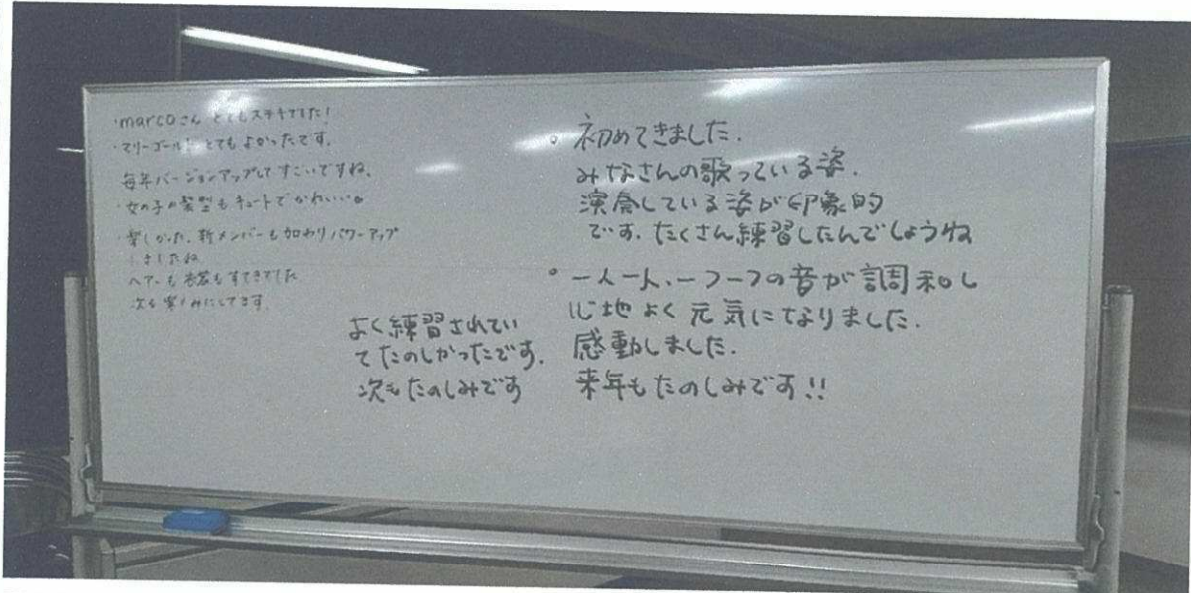 ・marcoさん とてもステキでした!
・マリーゴールド とてもよかったです。
毎年バージョンアップしてすごいですね。
・女の子の髪型もキュートでかわいい。
・楽しかった、新メンバーも加わりパワーアップ
しましたね
ヘアーも衣装もすてきでした
次も楽しみにしてます。
よく練習されてい
てたのしかったです。
次もたのしみです
。初めてきました.
みなさんの歌っている姿.
演奏している姿が印象的
です. たくさん練習したんでしょうね
。一人一人、一つ一つの音が調和し
心地よく元気になりました.
感動しました.
来年もたのしみです!!